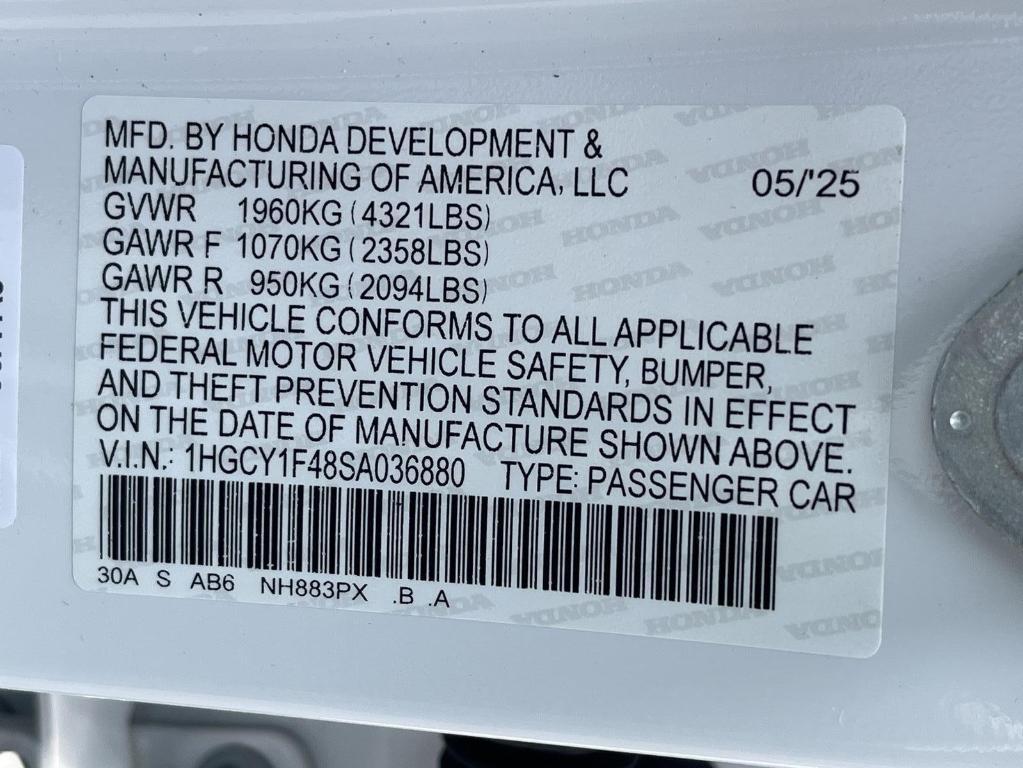 MFD. BY HONDA DEVELOPMENT &
MANUFACTURING OF AMERICA, LLC 05/'25
GVWR 1960KG (4321LBS)
GAWR F 1070KG (2358LBS)
GAWR R 950KG (2094LBS)
THIS VEHICLE CONFORMS TO ALL APPLICABLE
FEDERAL MOTOR VEHICLE SAFETY, BUMPER,
AND THEFT PREVENTION STANDARDS IN EFFECT
ON THE DATE OF MANUFACTURE SHOWN ABOVE.
V.I.N.: 1HGCY1F48SA036880 TYPE: PASSENGER CAR
30A S AB6 NH883PX .B .A